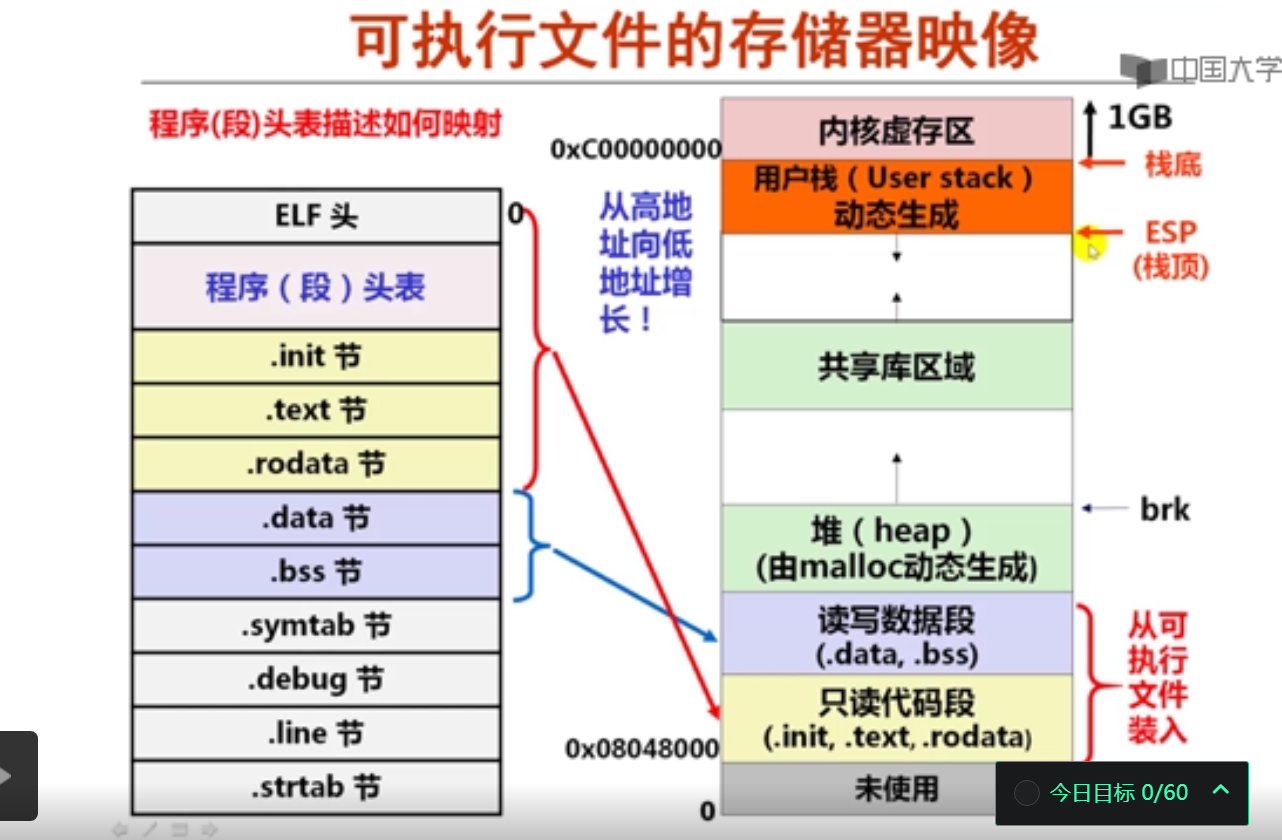 可执行文件的存储器映像
中国大学
程序(段)头表描述如何映射
ELF 头
0
程序（段）头表
.init 节
.text 节
.rodata 节
.data 节
.bss 节
.symtab 节
.debug 节
.line 节
.strtab 节
从高地
址向低
地址增
长！
0xC00000000
内核虚存区
1GB
用户栈（User stack）
动态生成
栈底
ESP
(栈顶)
共享库区域
brk
堆（heap）
(由malloc动态生成)
读写数据段
(.data, .bss)
只读代码段
(.init, .text, .rodata)
从可
执行
文件
装入
0x08048000
未使用
0
今日目标 0/60